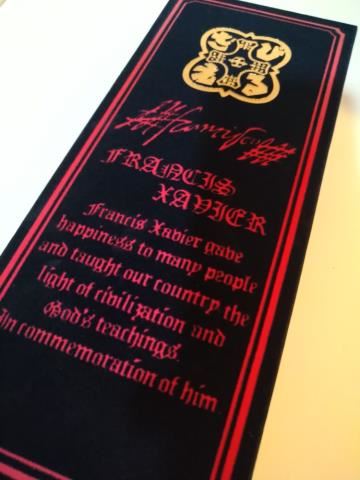 Francisco
FRANCIS
XAVIER
Francis Xavier gave
happiness to many people
and taught our country the
light of civilization and
God's teachings.
In commemoration of him.